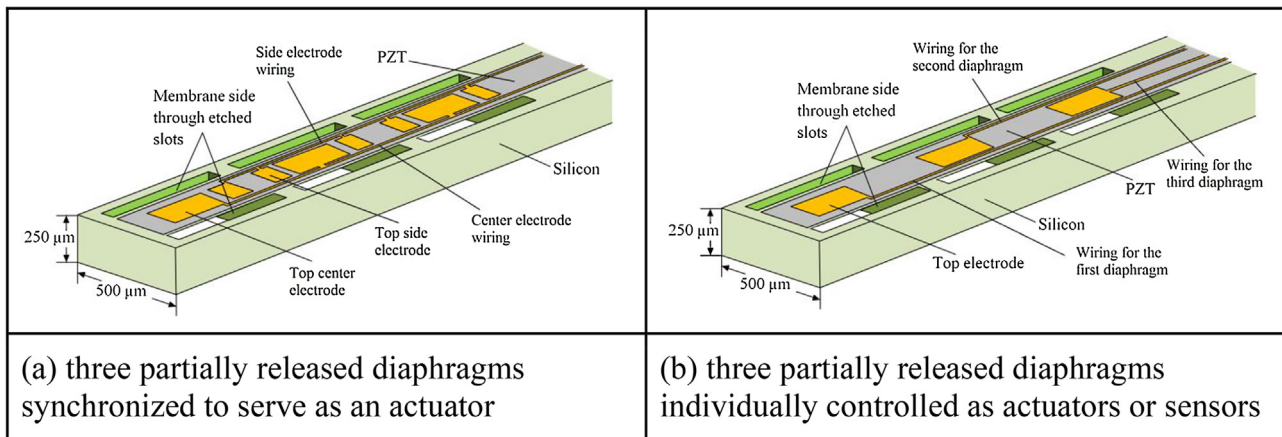 Side electrode
wiring
PZT
Membrane side
through etched
slots
Silicon
Center electrode
wiring
Top side
electrode
Top center
electrode
250 µm
500 µm
(a) three partially released diaphragms
synchronized to serve as an actuator
Wiring for the
second diaphragm
Membrane side
through etched
slots
Wiring for the
third diaphragm
PZT
Silicon
Wiring for the
the first diaphragm
Top electrode
250 µm
500 µm
(b) three partially released diaphragms
individually controlled as actuators or sensors